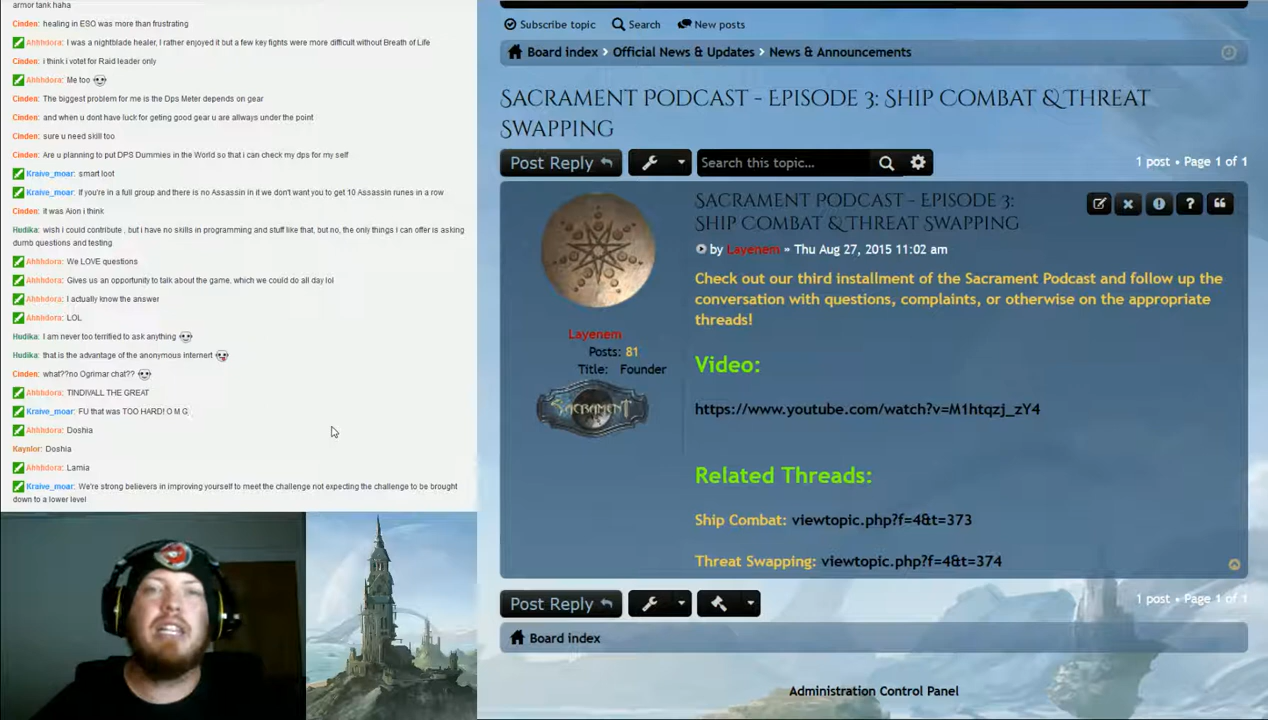 armor tank haha
Cinden: healing in ESO was more than frustrating
Ahhhdora: I was a nightblade healer, I rather enjoyed it but a few key fights were more difficult without Breath of Life
Cinden: i think i votet for Raid leader only
Ahhhdora: Me too
Cinden: The biggest problem for me is the Dps Meter depends on gear
Cinden: and when u dont have luck for geting good gear u are allways under the point
Cinden: sure u need skill too
Cinden: Are u planning to put DPS Dummies in the World so that i can check my dps for my self
Kraive_moar: smart loot
Kraive_moar: If you're in a full group and there is no Assassin in it we don't want you to get 10 Assassin runes in a row
Cinden: it was Aion i think
Hudika: wish i could contribute , but i have no skills in programming and stuff like that, but no, the only things I can offer is asking
dumb questions and testing.
Ahhhdora: We LOVE questions
Ahhhdora: Gives us an opportunity to talk about the game, which we could do all day lol
Ahhhdora: I actually know the answer
Ahhhdora: LOL
Hudika: I am never too terrified to ask anything
Hudika: that is the advantage of the anonymous internert
Cinden: what??no Ogrimar chat??
Ahhhdora: TINDIVALL THE GREAT
Kraive_moar: FU that was TOO HARD! O M G
Ahhhdora: Doshia
Kaynlor: Doshia
Ahhhdora: Lamia
Kraive_moar: We're strong believers in improving yourself to meet the challenge not expecting the challenge to be brought
down to a lower level
Subscribe topic Search New posts
Board index › Official News & Updates › News & Announcements
Sacrament Podcast - Episode 3: Ship Combat & Threat
Swapping
Post Reply Search this topic... 1 post • Page 1 of 1
Sacrament Podcast - Episode 3:
Ship Combat & Threat Swapping
by Layenem » Thu Aug 27, 2015 11:02 am
Check out our third installment of the Sacrament Podcast and follow up the
conversation with questions, complaints, or otherwise on the appropriate
threads!
Layenem
Posts: 81
Title: Founder
SACRAMENT
Video:
https://www.youtube.com/watch?v=M1htqzj_zY4
Related Threads:
Ship Combat: viewtopic.php?f=4&t=373
Threat Swapping: viewtopic.php?f=4&t=374
Post Reply 1 post • Page 1 of 1
Board index
Administration Control Panel